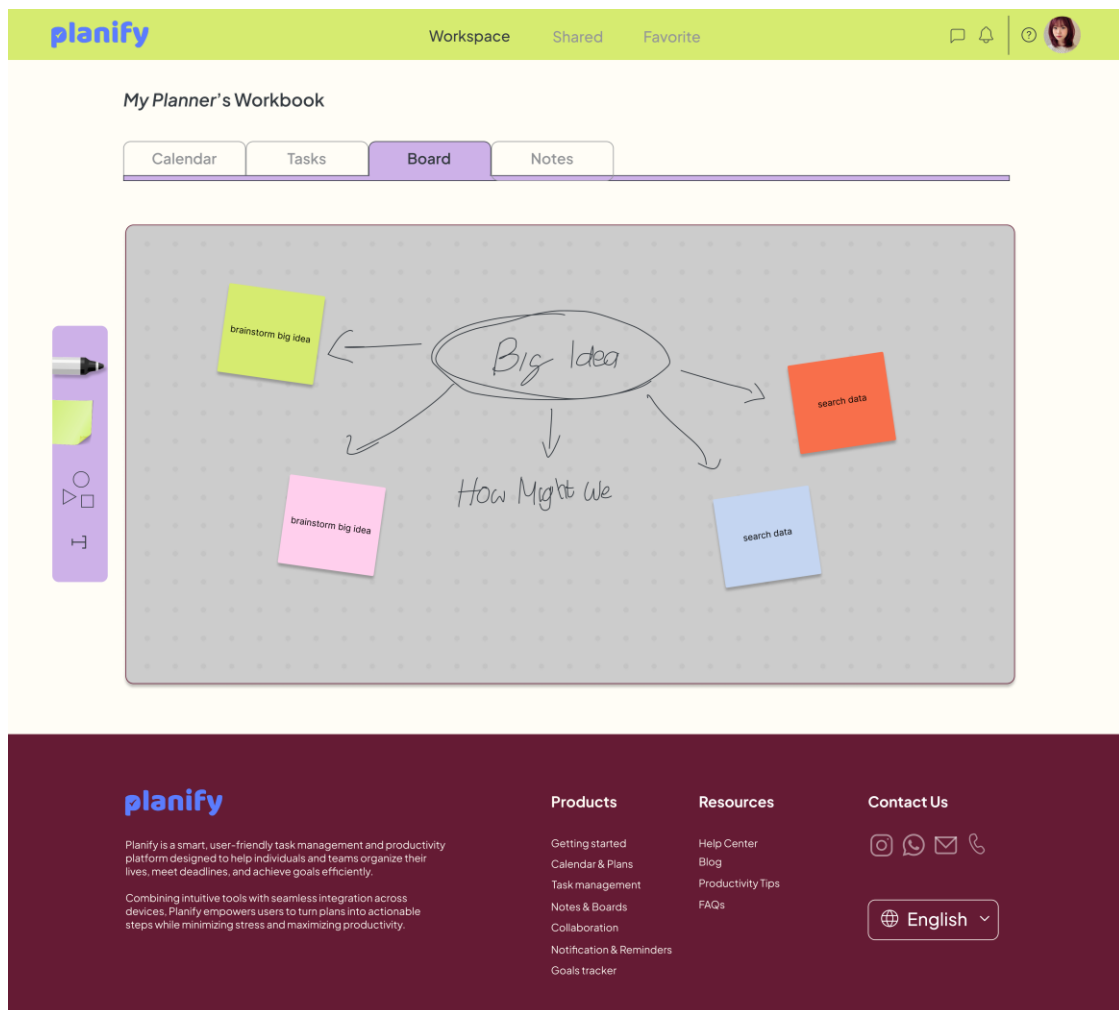 planify
Workspace Shared Favorite
My Planner's Workbook
Calendar Tasks Board Notes
brainstorm big idea
Big Idea
search data
brainstorm big idea
How Might We
search data
planify
Planify is a smart, user-friendly task management and productivity
platform designed to help individuals and teams organize their
lives, meet deadlines, and achieve goals efficiently.
Combining intuitive tools with seamless integration across
devices, Planify empowers users to turn plans into actionable
steps while minimizing stress and maximizing productivity.
Products
Getting started
Calendar & Plans
Task management
Notes & Boards
Collaboration
Notification & Reminders
Goals tracker
Resources
Help Center
Blog
Productivity Tips
FAQs
Contact Us
English